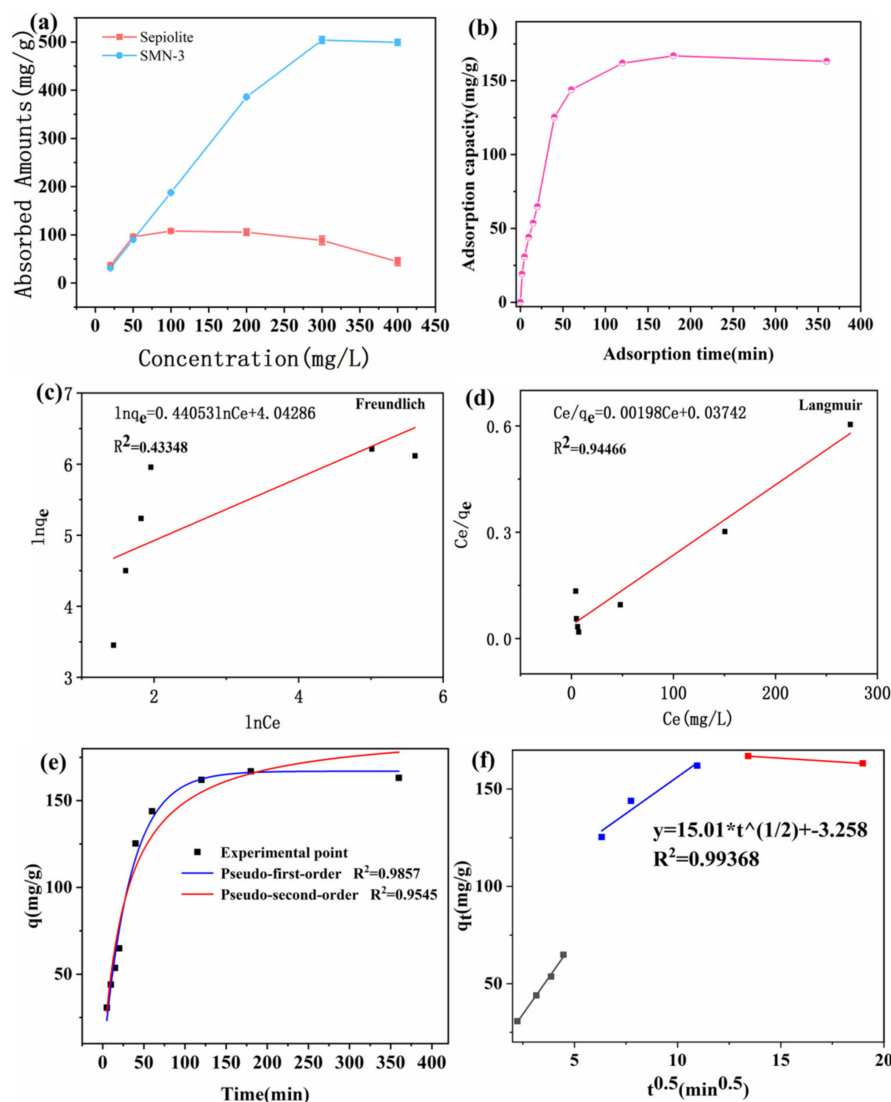 (a)
Sepiolite
SMN-3
Absorbed Amounts(mg/g)
500
400
300
200
100
0
0 50 100 150 200 250 300 350 400 450
Concentration(mg/L)
(b)
Adsorption capacity(mg/g)
150
100
50
0
0 50 100 150 200 250 300 350 400
Adsorption time(min)
(c)
lnqe=0.44053lnCe+4.04286
Freundlich
R²=0.43348
lnqe
7
6
5
4
3
2 4 6
lnCe
(d)
Ce/qe=0.00198Ce+0.03742
Langmuir
R²=0.94466
Ce/qe
0.6
0.3
0.0
0 100 200 300
Ce(mg/L)
(e)
Experimental point
Pseudo-first-order R²=0.9857
Pseudo-second-order R²=0.9545
q(mg/g)
150
100
50
0 50 100 150 200 250 300 350 400
Time(min)
(f)
y=15.01*t^(1/2)+-3.258
R²=0.99368
qt(mg/g)
150
100
50
5 10 15 20
t0.5(min0.5)